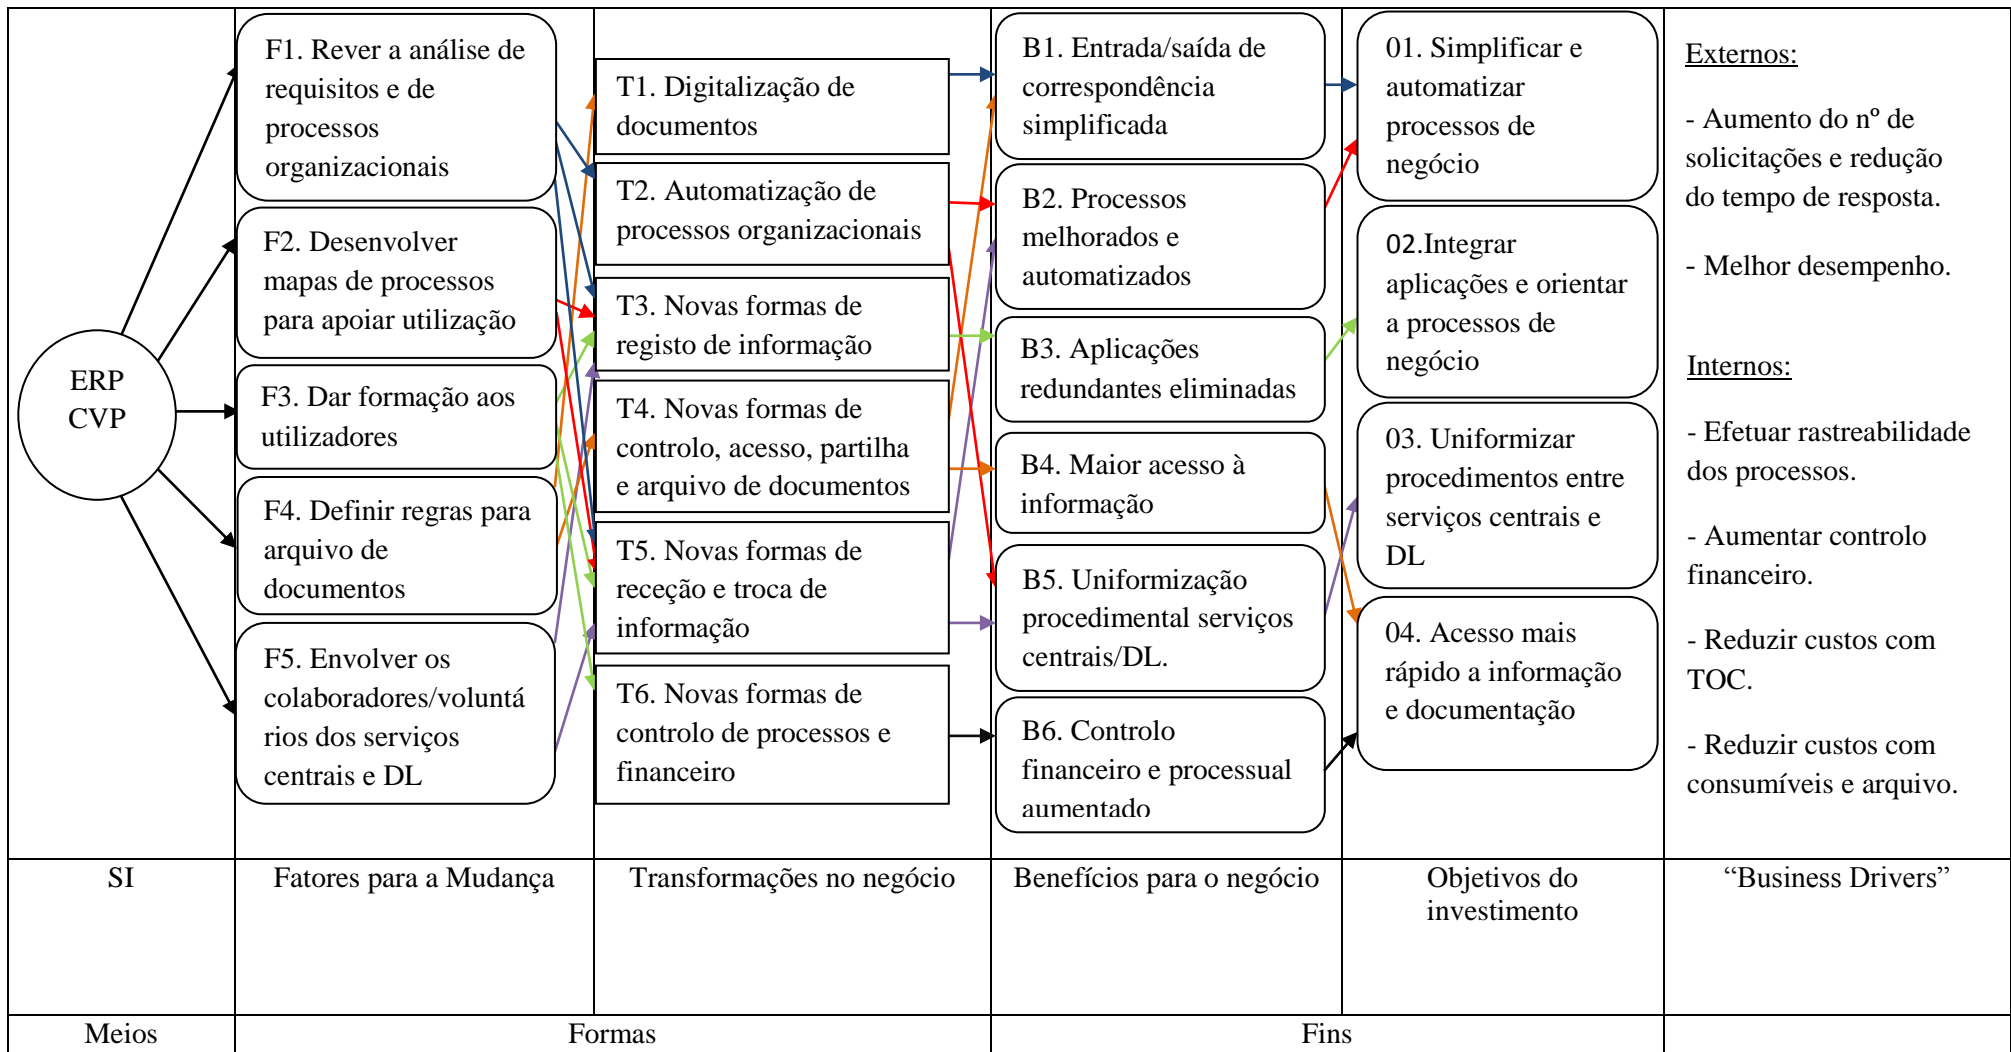 ERP
CVP
F1. Rever a análise de
requisitos e de
processos
organizacionais
F2. Desenvolver
mapas de processos
para apoiar utilização
F3. Dar formação aos
utilizadores
F4. Definir regras para
arquivo de
documentos
F5. Envolver os
colaboradores/voluntá
rios dos serviços
centrais e DL
T1. Digitalização de
documentos
T2. Automatização de
processos organizacionais
T3. Novas formas de
registo de informação
T4. Novas formas de
controlo, acesso, partilha
e arquivo de documentos
T5. Novas formas de
receção e troca de
informação
T6. Novas formas de
controlo de processos e
financeiro
B1. Entrada/saída de
correspondência
simplificada
B2. Processos
melhorados e
automatizados
B3. Aplicações
redundantes eliminadas
B4. Maior acesso à
informação
B5. Uniformização
procedimental serviços
centrais/DL.
B6. Controlo
financeiro e processual
aumentado
01. Simplificar e
automatizar
processos de
negócio
02.Integrar
aplicações e orientar
a processos de
negócio
03. Uniformizar
procedimentos entre
serviços centrais e
DL
04. Acesso mais
rápido a informação
e documentação
Externos:
- Aumento do nº de
solicitações e redução
do tempo de resposta.
- Melhor desempenho.
Internos:
- Efetuar rastreabilidade
dos processos.
- Aumentar controlo
financeiro.
- Reduzir custos com
TOC.
- Reduzir custos com
consumíveis e arquivo.
SI
Fatores para a Mudança
Transformações no negócio
Benefícios para o negócio
Objetivos do
investimento
“Business Drivers”
Meios
Formas
Fins